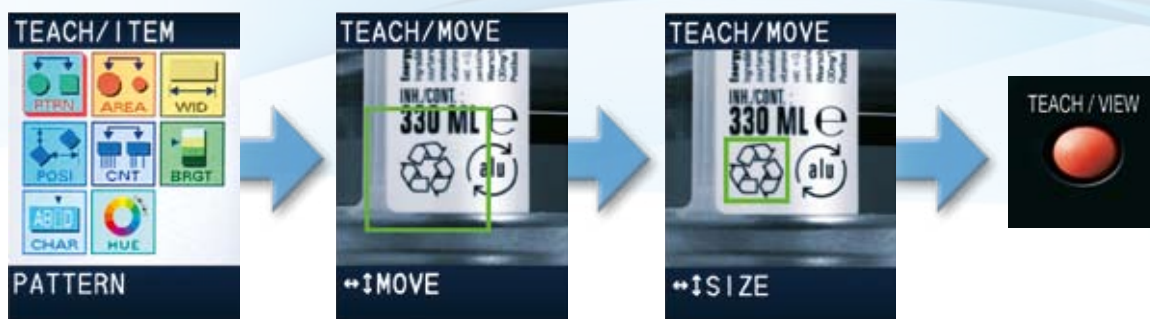 TEACH/ITEM
PTRN
AREA
WID
POSI
CNT
BRGT
CHAR
HUE
PATTERN
TEACH/MOVE
INH./CONT.:
330 ML e
alu
↔↕MOVE
TEACH/MOVE
INH./CONT.:
330 ML e
alu
↔↕SIZE
TEACH / VIEW